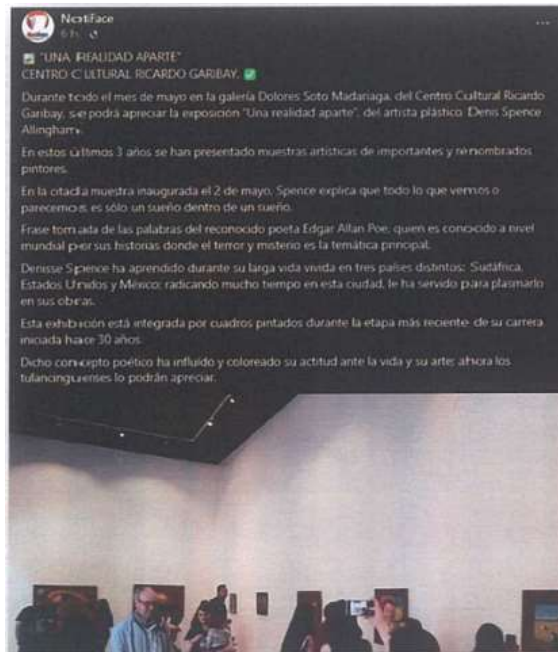 NotiFace
6 h
"UNA REALIDAD APARTE"
CENTRO CULTURAL RICARDO GARIBAY.
Durante todo el mes de mayo en la galería Dolores Soto Madariaga, del Centro Cultural Ricardo
Garibay, se podrá apreciar la exposición "Una realidad aparte", del artista plástico Denis Spence
Allingham.
En estos últimos 3 años se han presentado muestras artísticas de importantes y renombrados
pintores.
En la citada muestra inaugurada el 2 de mayo, Spence explica que todo lo que vemos o
parecemos es sólo un sueño dentro de un sueño.
Frase tomada de las palabras del reconocido poeta Edgar Allan Poe, quien es conocido a nivel
mundial por sus historias donde el terror y misterio es la temática principal.
Denisse Spence ha aprendido durante su larga vida vivida en tres países distintos: Sudáfrica,
Estados Unidos y México; radicando mucho tiempo en esta ciudad, le ha servido para plasmarlo
en sus obras.
Esta exhibición está integrada por cuadros pintados durante la etapa más reciente de su carrera
iniciada hace 30 años.
Dicho concepto poético ha influido y coloreado su actitud ante la vida y su arte; ahora los
tulancinguenses lo podrán apreciar.